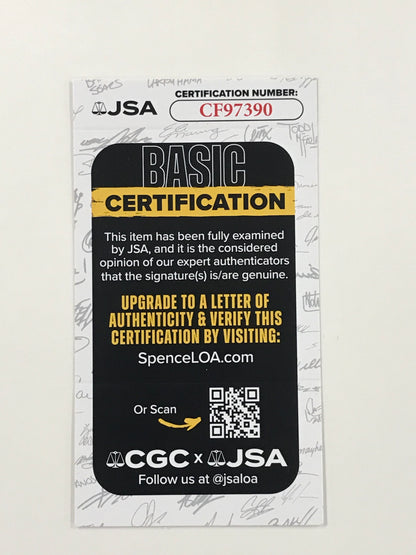 CERTIFICATION NUMBER:
JSA CF97390
BASIC
CERTIFICATION
This item has been fully examined
by JSA, and it is the considered
opinion of our expert authenticators
that the signature(s) is/are genuine.
UPGRADE TO A LETTER OF
AUTHENTICITY & VERIFY THIS
CERTIFICATION BY VISITING:
SpenceLOA.com
Or Scan
CGC x JSA
Follow us at @jsaloa